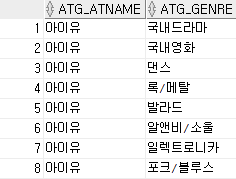 ATG_ATNAME ATG_GENRE
1 아이유 국내드라마
2 아이유 국내영화
3 아이유 댄스
4 아이유 록/메탈
5 아이유 발라드
6 아이유 알앤비/소울
7 아이유 일렉트로니카
8 아이유 포크/블루스